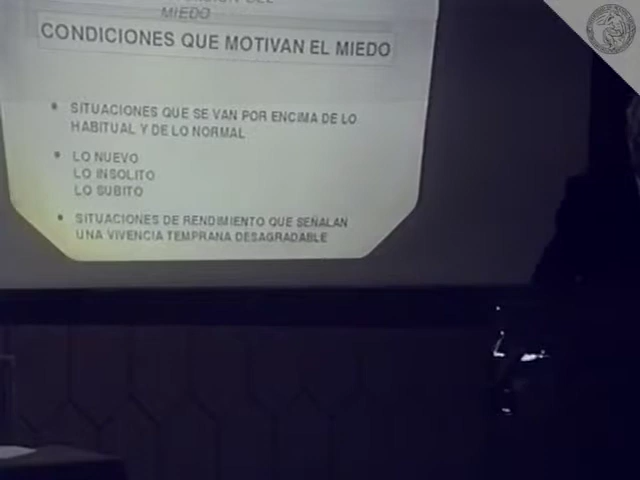 MIEDO
CONDICIONES QUE MOTIVAN EL MIEDO
• SITUACIONES QUE SE VAN POR ENCIMA DE LO
HABITUAL Y DE LO NORMAL
• LO NUEVO
LO INSOLITO
LO SUBITO
• SITUACIONES DE RENDIMIENTO QUE SEÑALAN
UNA VIVENCIA TEMPRANA DESAGRADABLE